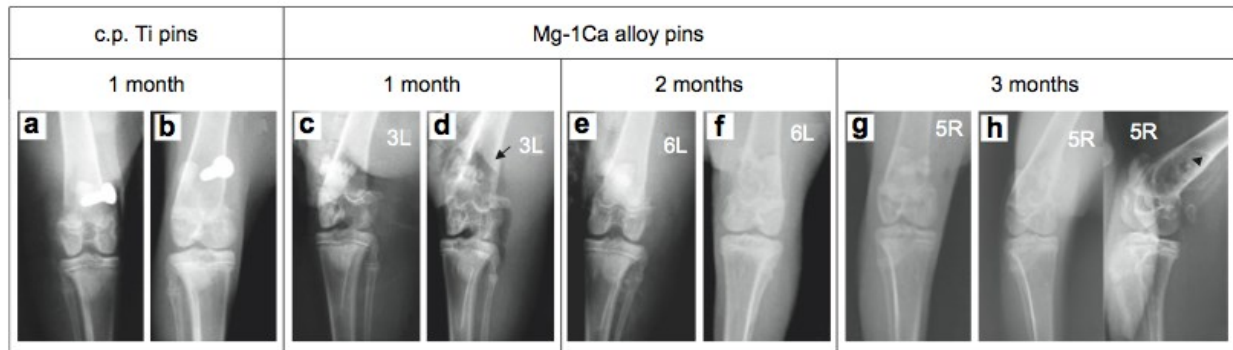 c.p. Ti pins Mg-1Ca alloy pins
1 month 1 month 2 months 3 months
a b c 3L d 3L e 6L f 6L g 5R h 5R 5R